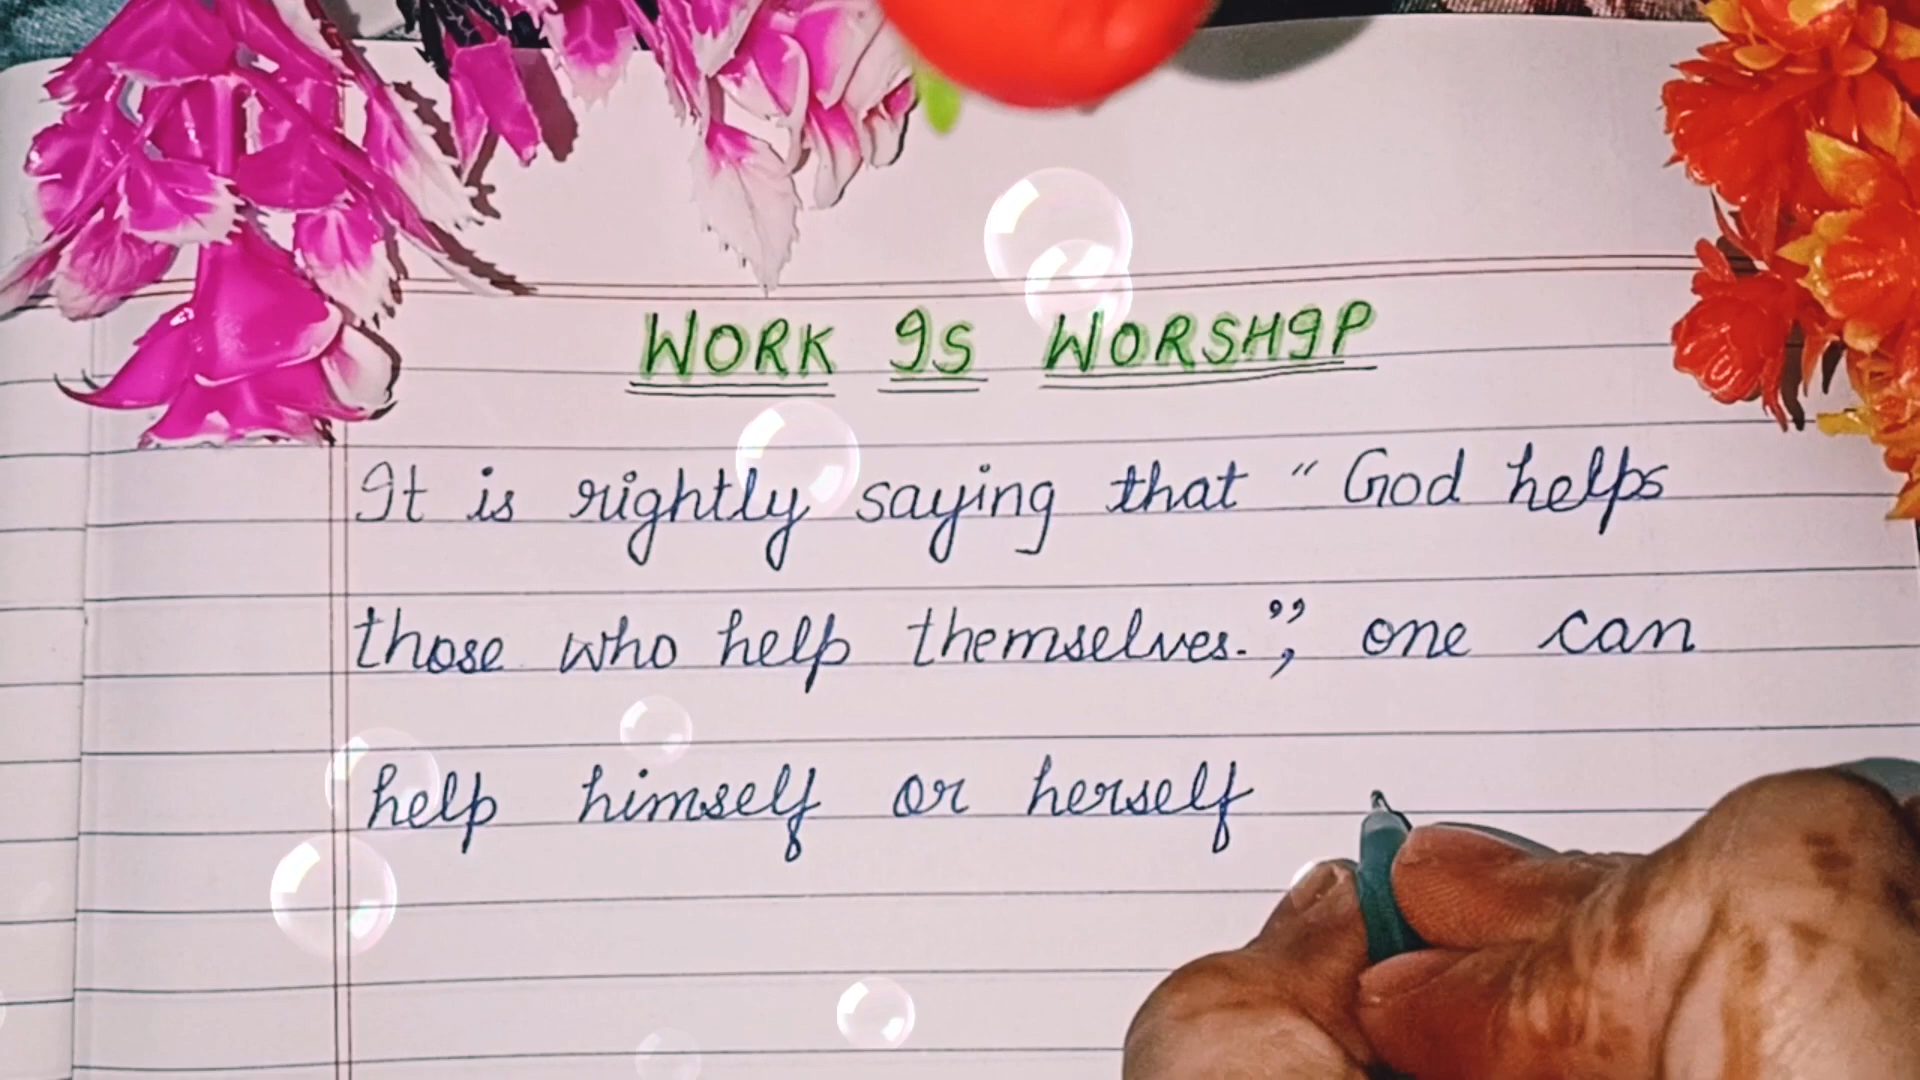 WORK IS WORSHIP
It is rightly saying that "God helps
those who help themselves.", one can
help himself or herself